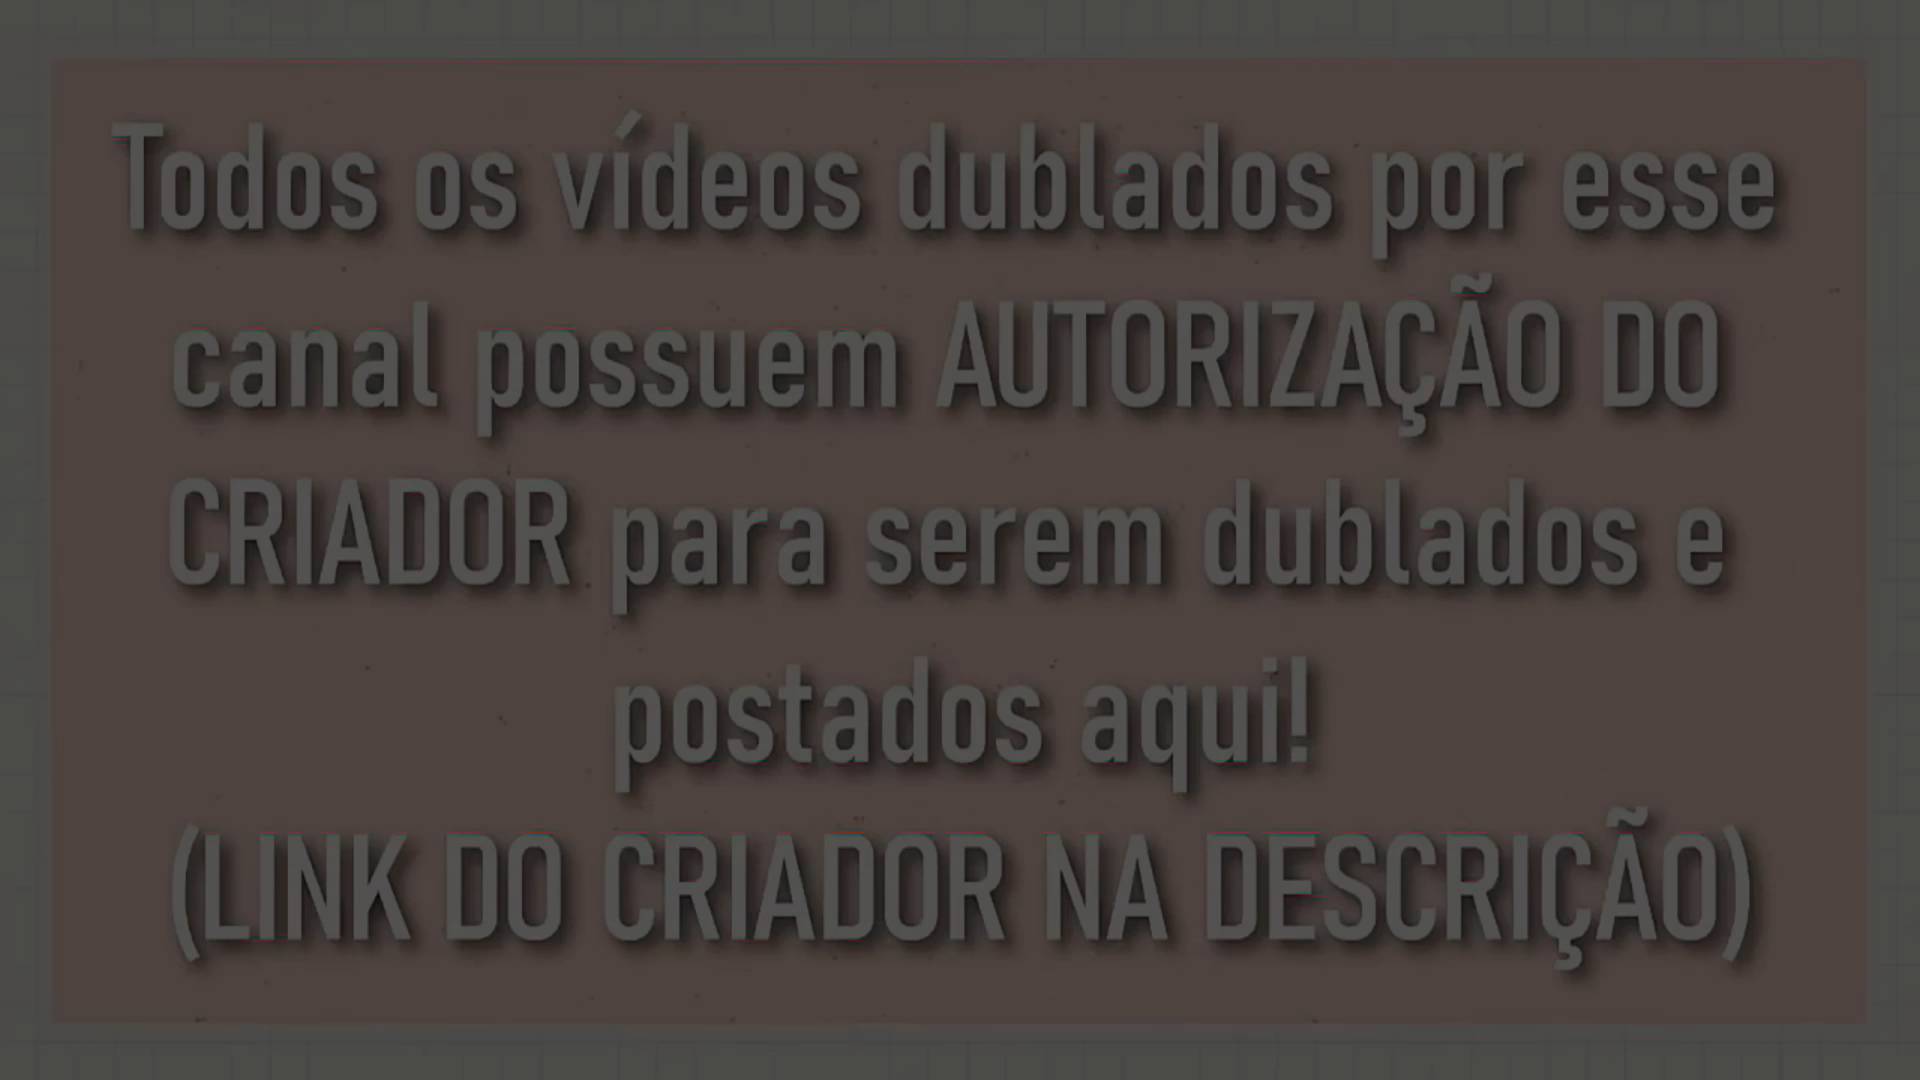 Todos os vídeos dublados por esse
canal possuem AUTORIZAÇÃO DO
CRIADOR para serem dublados e
postados aqui!
(LINK DO CRIADOR NA DESCRIÇÃO)